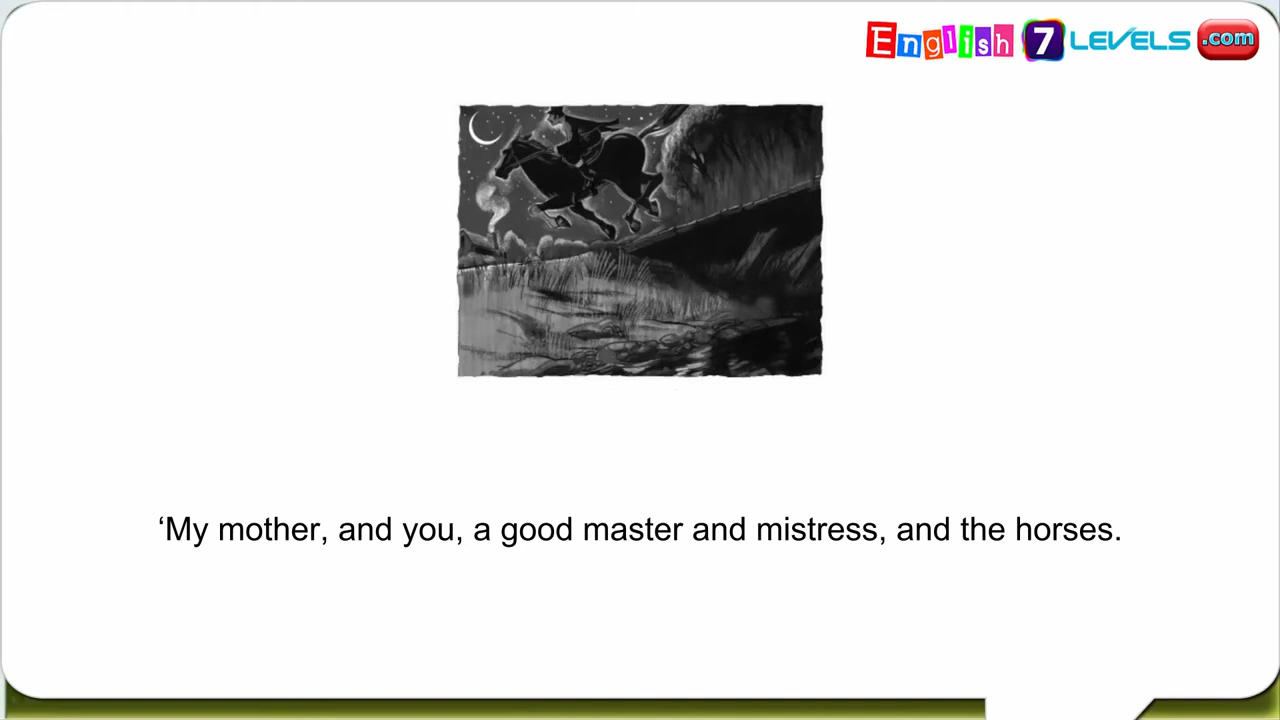 English 7 LEVELS .com
‘My mother, and you, a good master and mistress, and the horses.